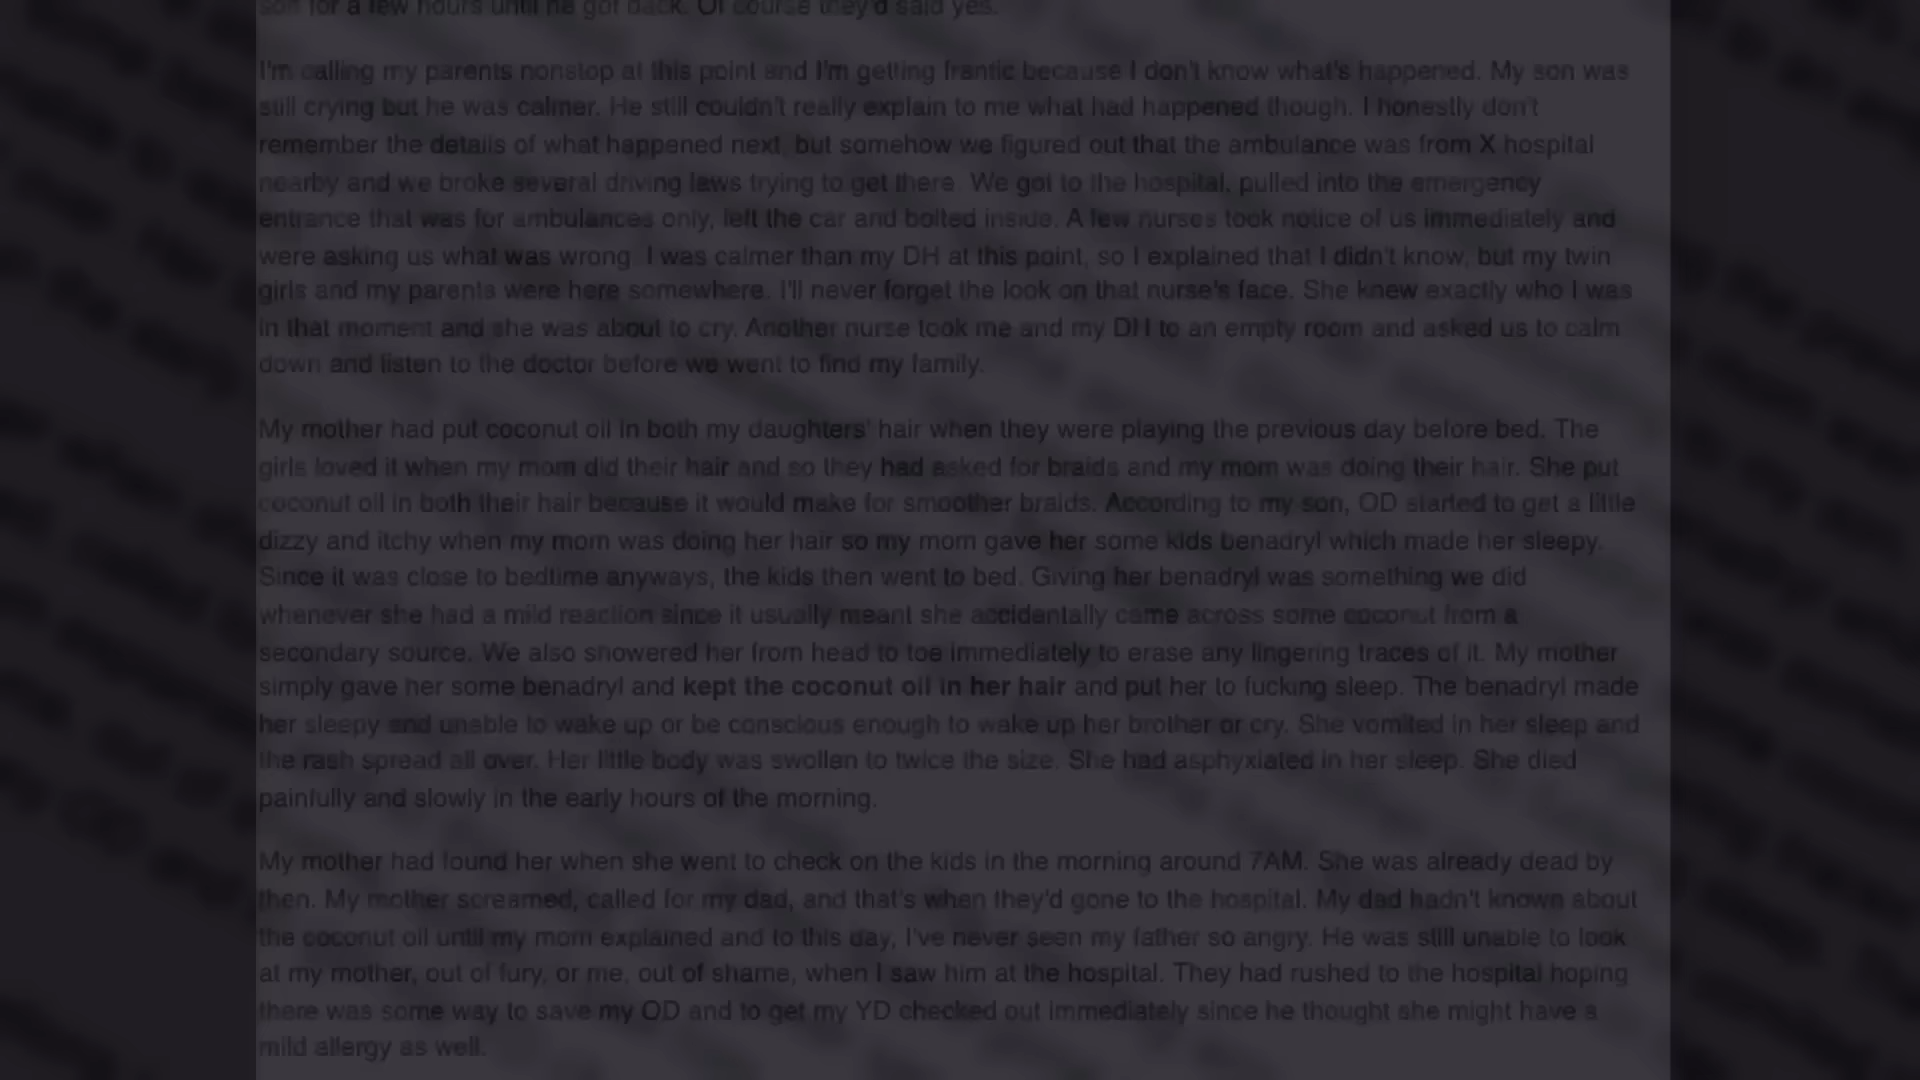 son for a few hours until he got back. Of course they'd said yes.
I'm calling my parents nonstop at this point and I'm getting frantic because I don't know what's happened. My son was
still crying but he was calmer. He still couldn't really explain to me what had happened though. I honestly don't
remember the details of what happened next, but somehow we figured out that the ambulance was from X hospital
nearby and we broke several driving laws trying to get there. We got to the hospital, pulled into the emergency
entrance that was for ambulances only, left the car and bolted inside. A few nurses took notice of us immediately and
were asking us what was wrong. I was calmer than my DH at this point, so I explained that I didn't know, but my twin
girls and my parents were here somewhere. I'll never forget the look on that nurse's face. She knew exactly who I was
in that moment and she was about to cry. Another nurse took me and my DH to an empty room and asked us to calm
down and listen to the doctor before we went to find my family.
My mother had put coconut oil in both my daughters' hair when they were playing the previous day before bed. The
girls loved it when my mom did their hair and so they had asked for braids and my mom was doing their hair. She put
coconut oil in both their hair because it would make for smoother braids. According to my son, OD started to get a little
dizzy and itchy when my mom was doing her hair so my mom gave her some kids benadryl which made her sleepy.
Since it was close to bedtime anyways, the kids then went to bed. Giving her benadryl was something we did
whenever she had a mild reaction since it usually meant she accidentally came across some coconut from a
secondary source. We also showered her from head to toe immediately to erase any lingering traces of it. My mother
simply gave her some benadryl and kept the coconut oil in her hair and put her to fucking sleep. The benadryl made
her sleepy and unable to wake up or be conscious enough to wake up her brother or cry. She vomited in her sleep and
the rash spread all over. Her little body was swollen to twice the size. She had asphyxiated in her sleep. She died
painfully and slowly in the early hours of the morning.
My mother had found her when she went to check on the kids in the morning around 7AM. She was already dead by
then. My mother screamed, called for my dad, and that's when they'd gone to the hospital. My dad hadn't known about
the coconut oil until my mom explained and to this day, I've never seen my father so angry. He was still unable to look
at my mother, out of fury, or me, out of shame, when I saw him at the hospital. They had rushed to the hospital hoping
there was some way to save my OD and to get my YD checked out immediately since he thought she might have a
mild allergy as well.